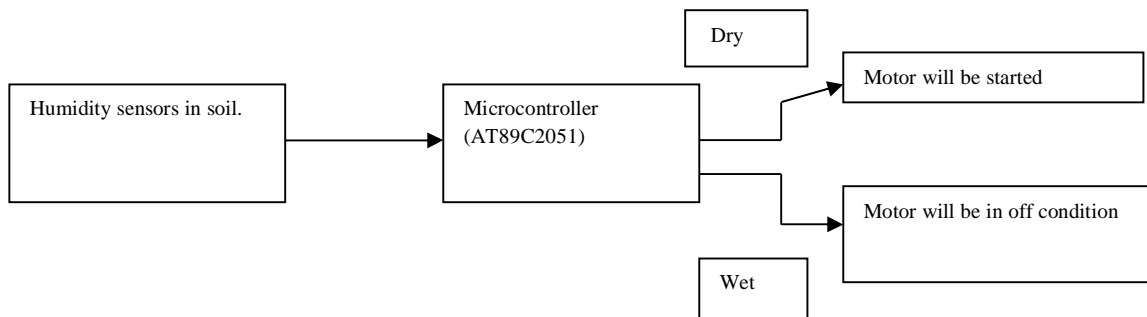 Dry
Motor will be started
Humidity sensors in soil.
Microcontroller
(AT89C2051)
Motor will be in off condition
Wet